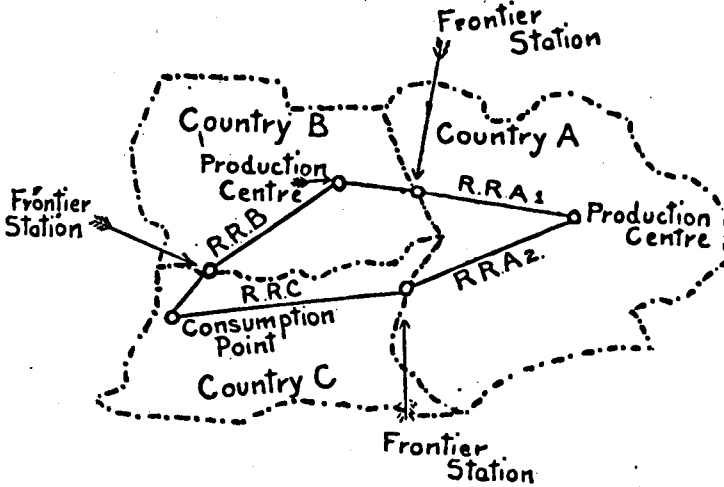 Frontier
Station
Country B
Country A
Production
Centre
Frontier
Station
R.R.A1
Production
Centre
R.R.B
R.R.A2.
R.R.C
Consumption
Point
Country C
Frontier
Station